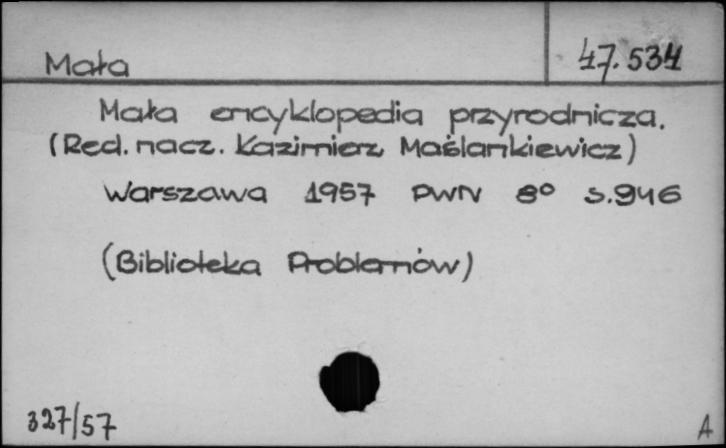 Mała 47.534
Mała encyklopedia przyrodnicza.
(Red. nacz. Kazimierz Maślankiewicz)
Warszawa 1957 PWN 8° s.946
(Biblioteka Problemów)
327/57 A